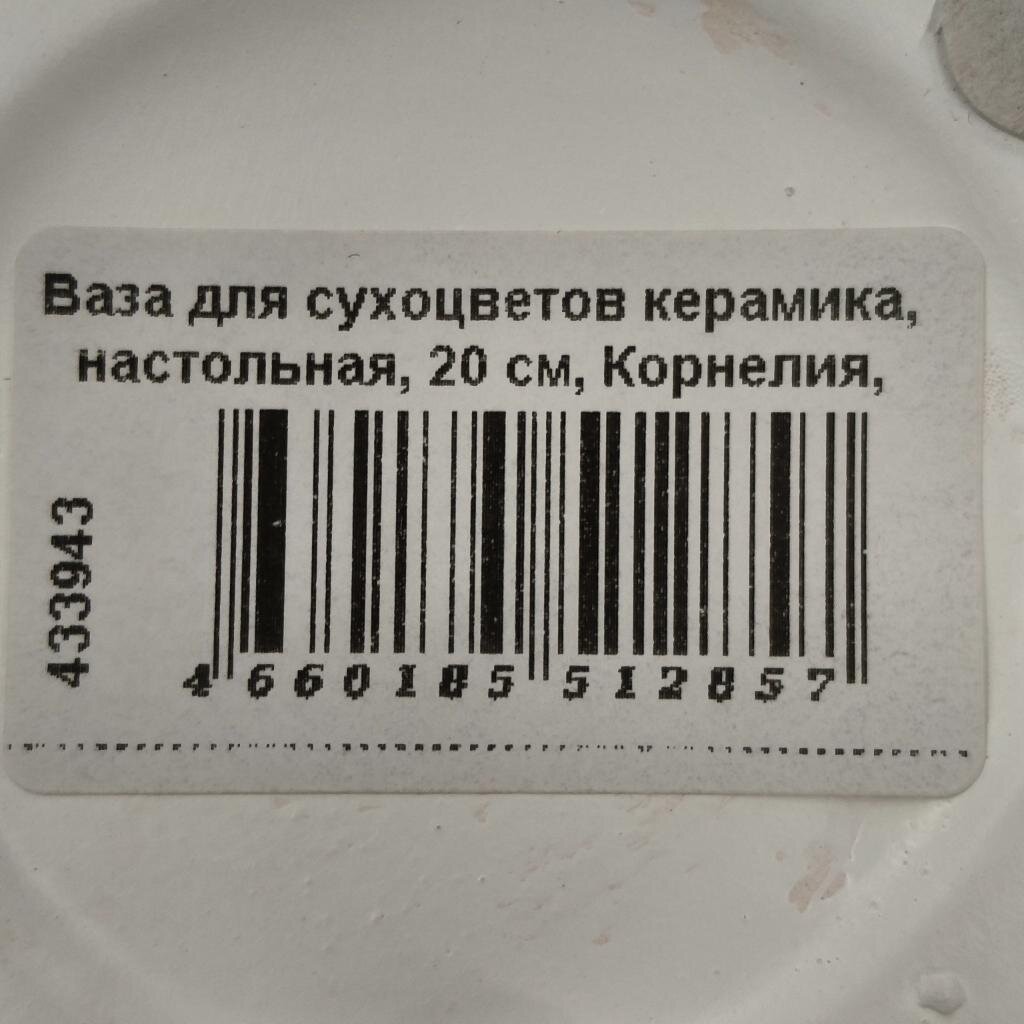 Ваза для сухоцветов керамика,
настольная, 20 см, Корнелия,
433943
4 660185 512857